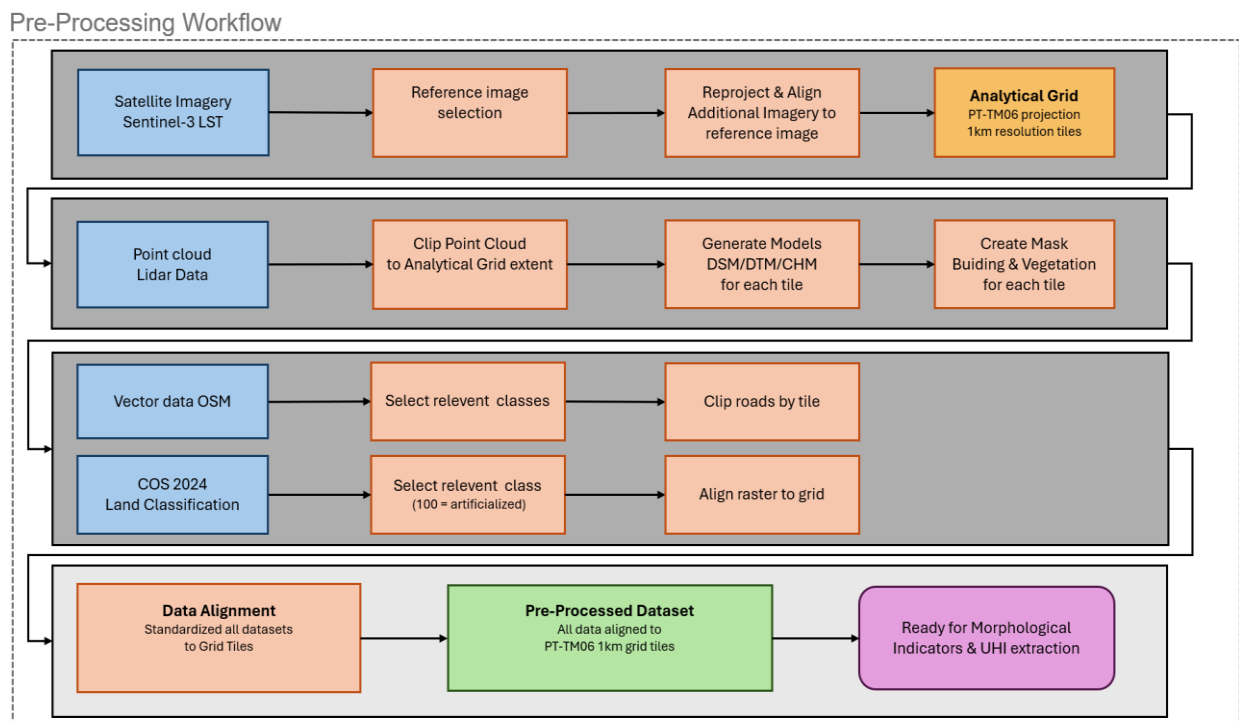 Pre-Processing Workflow
Satellite Imagery
Sentinel-3 LST
Reference image
selection
Reproject & Align
Additional Imagery to
reference image
Analytical Grid
PT-TM06 projection
1km resolution tiles
Point cloud
Lidar Data
Clip Point Cloud
to Analytical Grid extent
Generate Models
DSM/DTM/CHM
for each tile
Create Mask
Buiding & Vegetation
for each tile
Vector data OSM
Select relevent classes
Clip roads by tile
COS 2024
Land Classification
Select relevent class
(100 = artificialized)
Align raster to grid
Data Alignment
Standardized all datasets
to Grid Tiles
Pre-Processed Dataset
All data aligned to
PT-TM06 1km grid tiles
Ready for Morphological
Indicators & UHI extraction